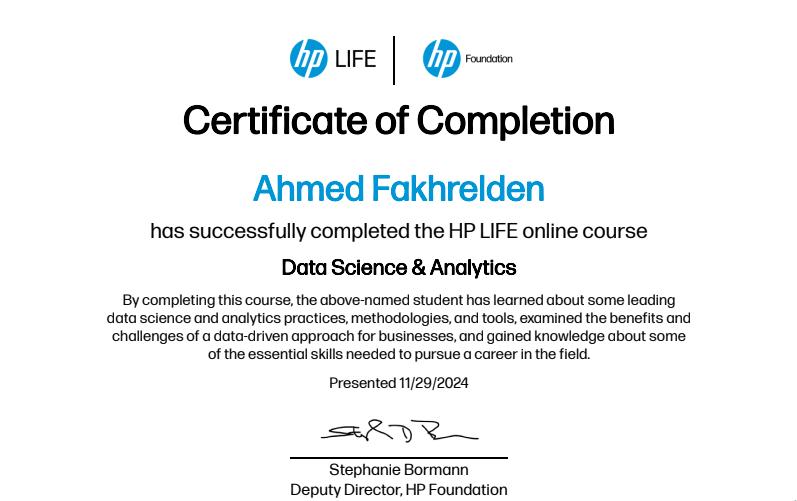 hp LIFE hp Foundation
Certificate of Completion
Ahmed Fakhrelden
has successfully completed the HP LIFE online course
Data Science & Analytics
By completing this course, the above-named student has learned about some leading
data science and analytics practices, methodologies, and tools, examined the benefits and
challenges of a data-driven approach for businesses, and gained knowledge about some
of the essential skills needed to pursue a career in the field.
Presented 11/29/2024
Stephanie Bormann
Deputy Director, HP Foundation